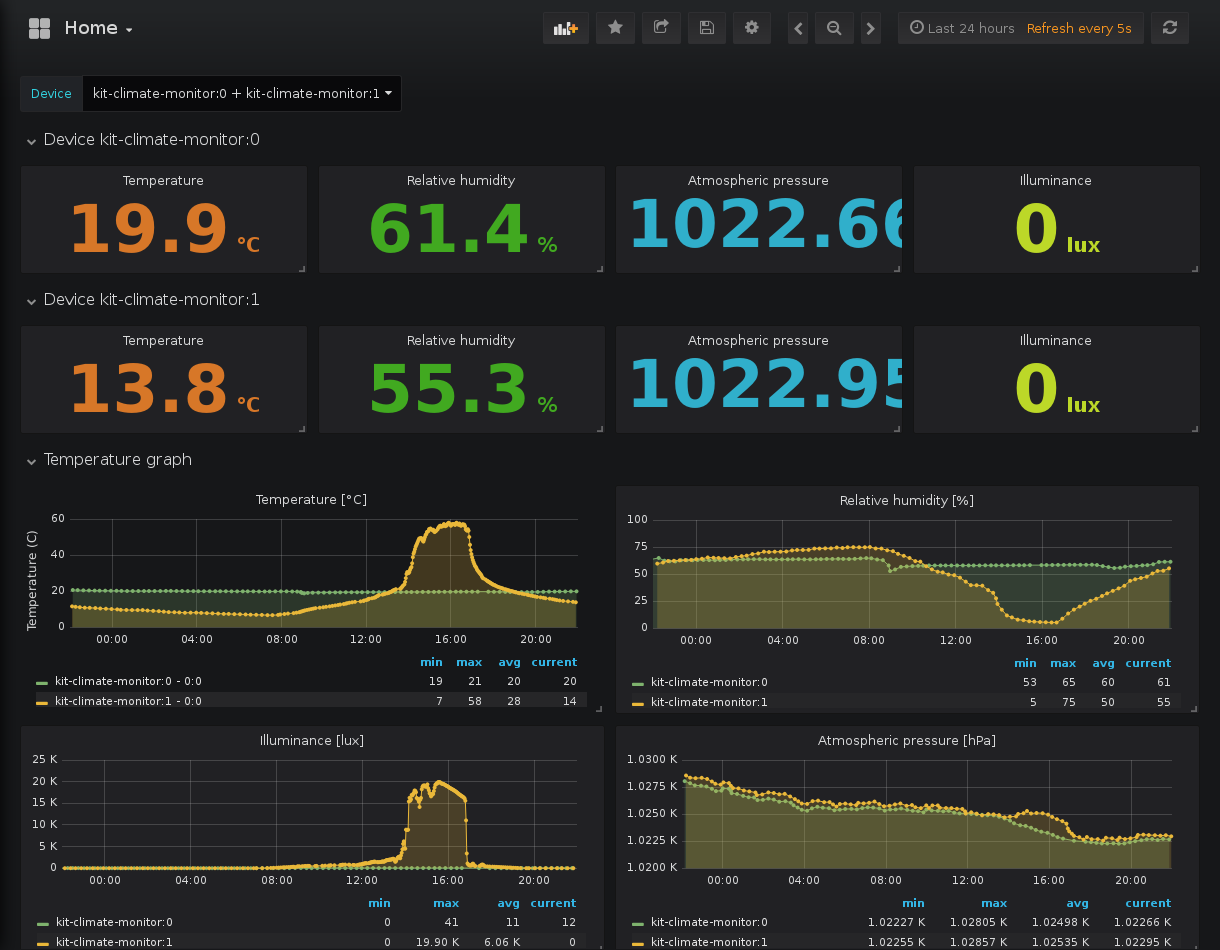 Home
Last 24 hours Refresh every 5s
Device kit-climate-monitor:0 + kit-climate-monitor:1
Device kit-climate-monitor:0
Temperature Relative humidity Atmospheric pressure Illuminance
19.9 °C 61.4 % 1022.66 0 lux
Device kit-climate-monitor:1
Temperature Relative humidity Atmospheric pressure Illuminance
13.8 °C 55.3 % 1022.95 0 lux
Temperature graph
Temperature [°C]
Temperature (C)
60
40
20
0
00:00 04:00 08:00 12:00 16:00 20:00
min max avg current
kit-climate-monitor:0 - 0:0 19 21 20 20
kit-climate-monitor:1 - 0:0 7 58 28 14
Relative humidity [%]
100
75
50
25
0
00:00 04:00 08:00 12:00 16:00 20:00
min max avg current
kit-climate-monitor:0 53 65 60 61
kit-climate-monitor:1 5 75 50 55
Illuminance [lux]
25 K
20 K
15 K
10 K
5 K
0
00:00 04:00 08:00 12:00 16:00 20:00
min max avg current
kit-climate-monitor:0 0 41 11 12
kit-climate-monitor:1 0 19.90 K 6.06 K 0
Atmospheric pressure [hPa]
1.0300 K
1.0275 K
1.0250 K
1.0225 K
1.0200 K
00:00 04:00 08:00 12:00 16:00 20:00
min max avg current
kit-climate-monitor:0 1.02227 K 1.02805 K 1.02498 K 1.02266 K
kit-climate-monitor:1 1.02255 K 1.02857 K 1.02535 K 1.02295 K